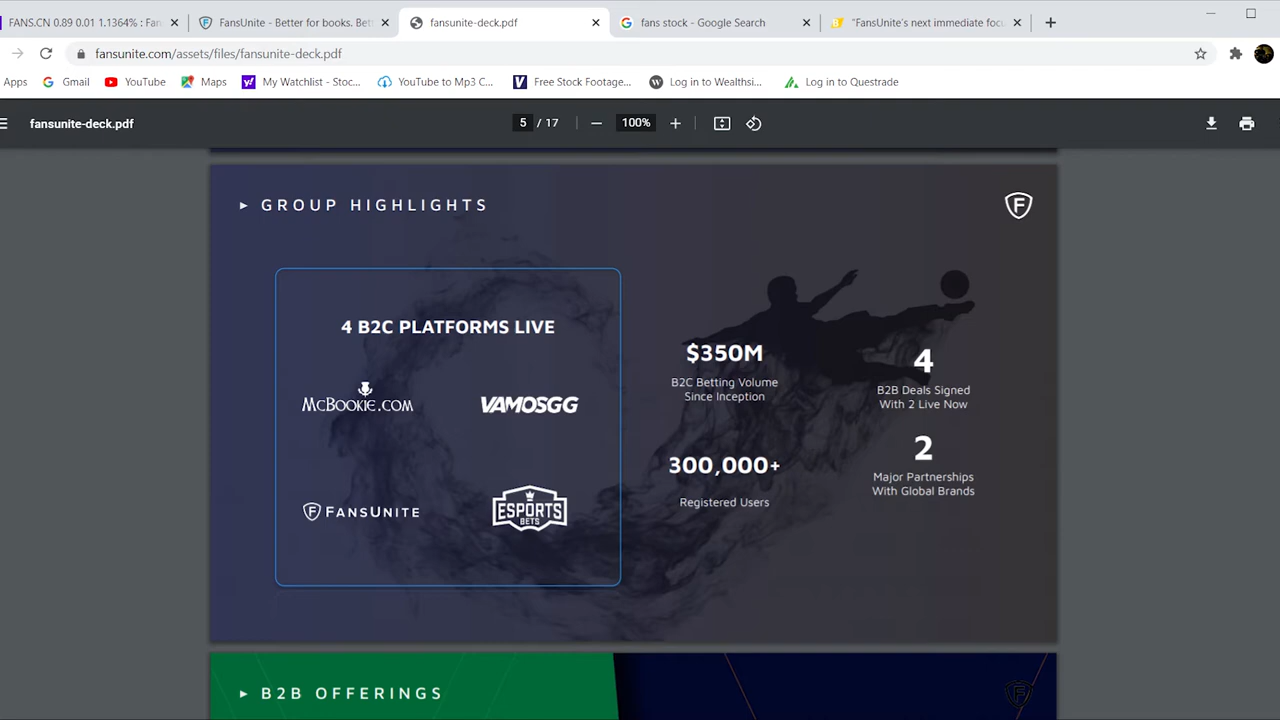 FANS.CN 0.89 0.01 1.1364% : Fan
FansUnite - Better for books. Bett
fansunite-deck.pdf
fans stock - Google Search
"FansUnite's next immediate focu
fansunite.com/assets/files/fansunite-deck.pdf
Apps
Gmail
YouTube
Maps
My Watchlist - Stoc...
YouTube to Mp3 C...
Free Stock Footage...
Log in to Wealthsi...
Log in to Questrade
fansunite-deck.pdf
5 / 17
100%
GROUP HIGHLIGHTS
4 B2C PLATFORMS LIVE
McBookie.com
VAMOSGG
FANSUNITE
ESPORTS
BETS
$350M
B2C Betting Volume
Since Inception
300,000+
Registered Users
4
B2B Deals Signed
With 2 Live Now
2
Major Partnerships
With Global Brands
B2B OFFERINGS